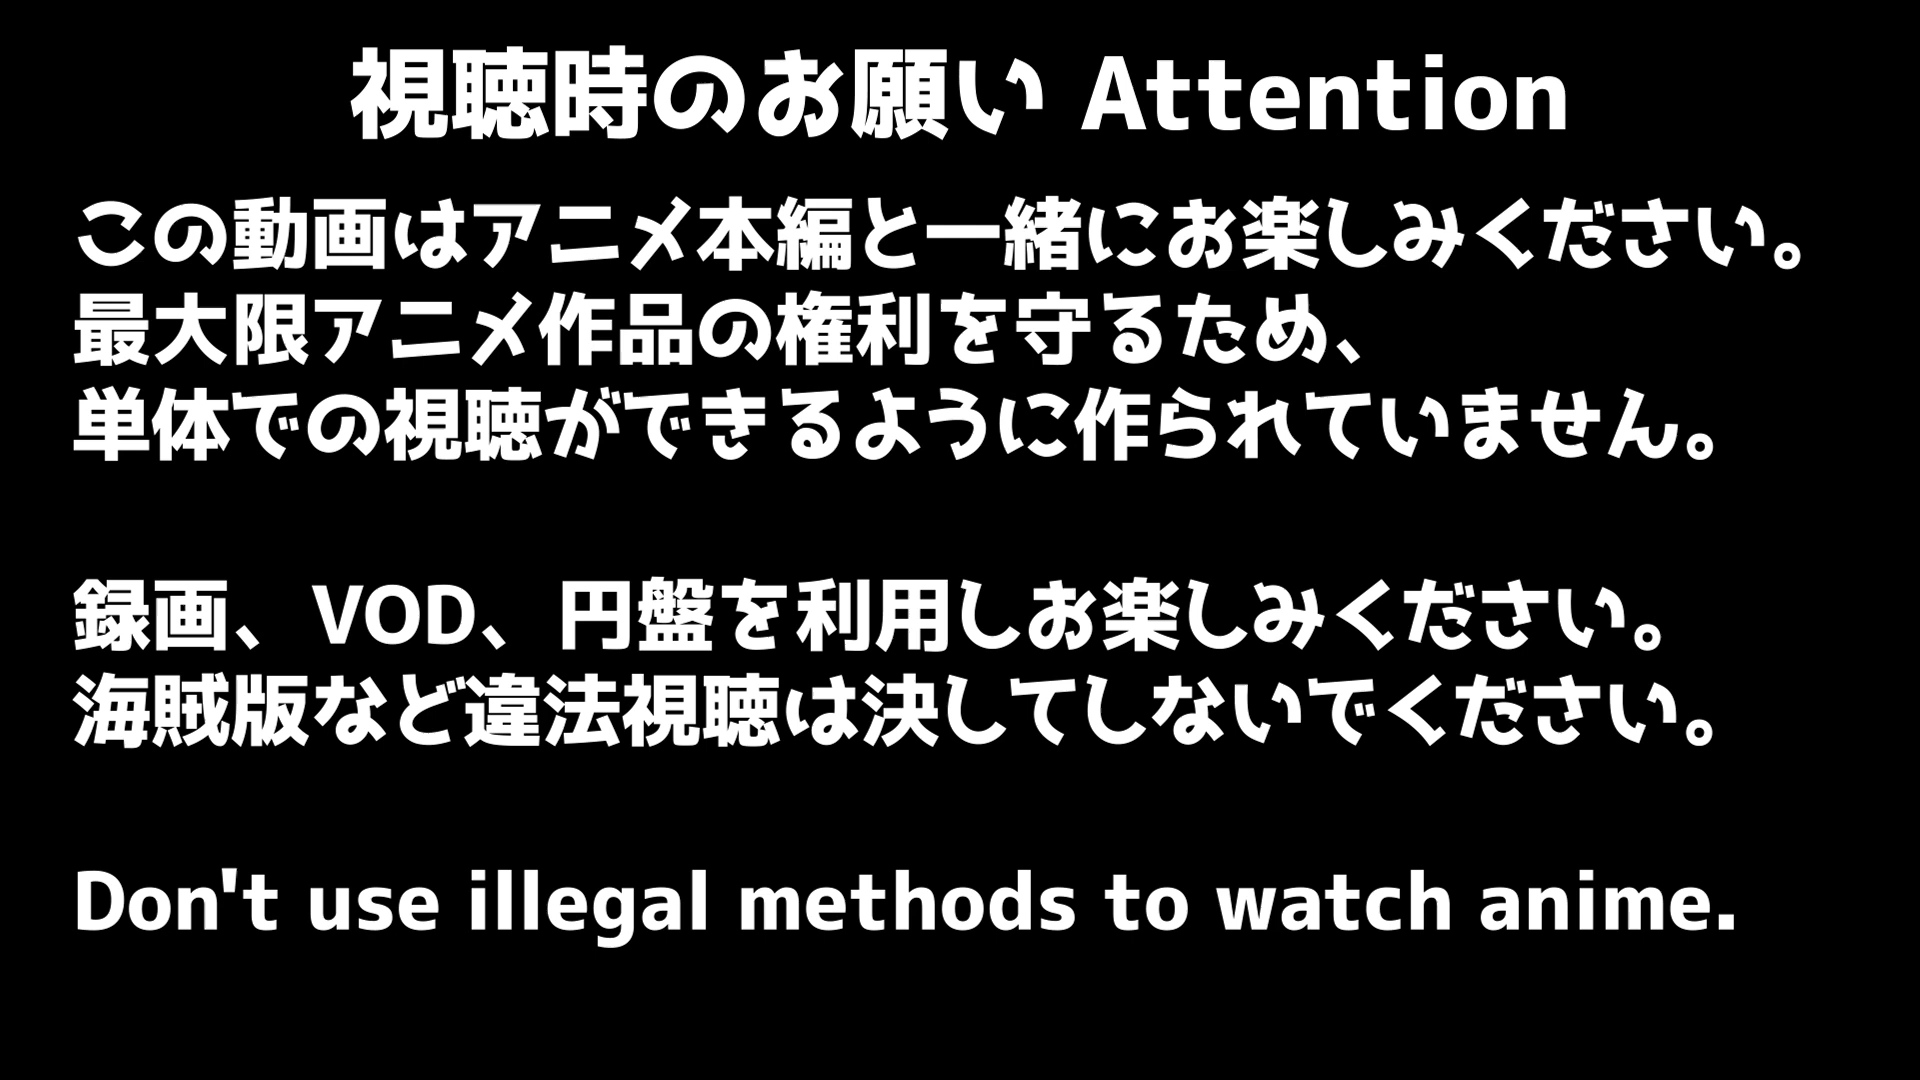 視聴時のお願い Attention
この動画はアニメ本編と一緒にお楽しみください。
最大限アニメ作品の権利を守るため、
単体での視聴ができるように作られていません。
録画、VOD、円盤を利用しお楽しみください。
海賊版など違法視聴は決してしないでください。
Don't use illegal methods to watch anime.